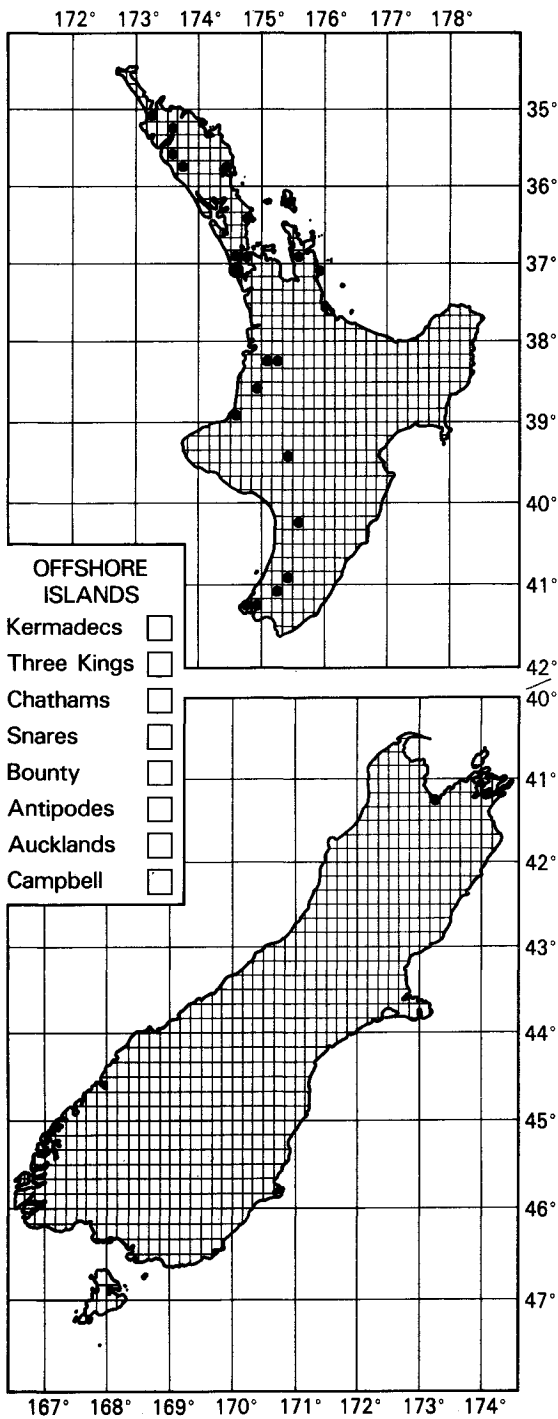 172° 173° 174° 175° 176° 177° 178°
35°
36°
37°
38°
39°
40°
41°
42°
OFFSHORE
ISLANDS
Kermadecs
Three Kings
Chathams
Snares
Bounty
Antipodes
Aucklands
Campbell
40°
41°
42°
43°
44°
45°
46°
47°
167° 168° 169° 170° 171° 172° 173° 174°